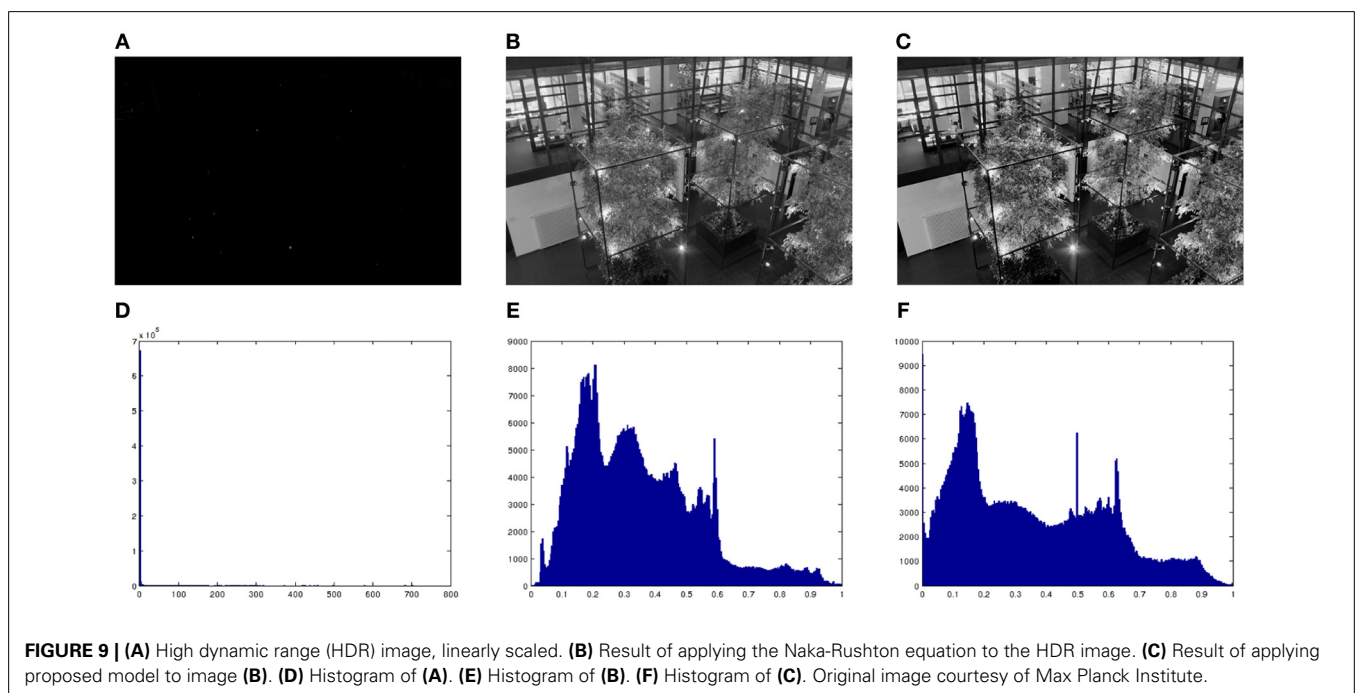 A
B
C
D
E
F
x 10^5
7
6
5
4
3
2
1
0
0 100 200 300 400 500 600 700 800
9000
8000
7000
6000
5000
4000
3000
2000
1000
0
0 0.1 0.2 0.3 0.4 0.5 0.6 0.7 0.8 0.9 1
10000
9000
8000
7000
6000
5000
4000
3000
2000
1000
0
0 0.1 0.2 0.3 0.4 0.5 0.6 0.7 0.8 0.9 1
FIGURE 9 | (A) High dynamic range (HDR) image, linearly scaled. (B) Result of applying the Naka-Rushton equation to the HDR image. (C) Result of applying
proposed model to image (B). (D) Histogram of (A). (E) Histogram of (B). (F) Histogram of (C). Original image courtesy of Max Planck Institute.